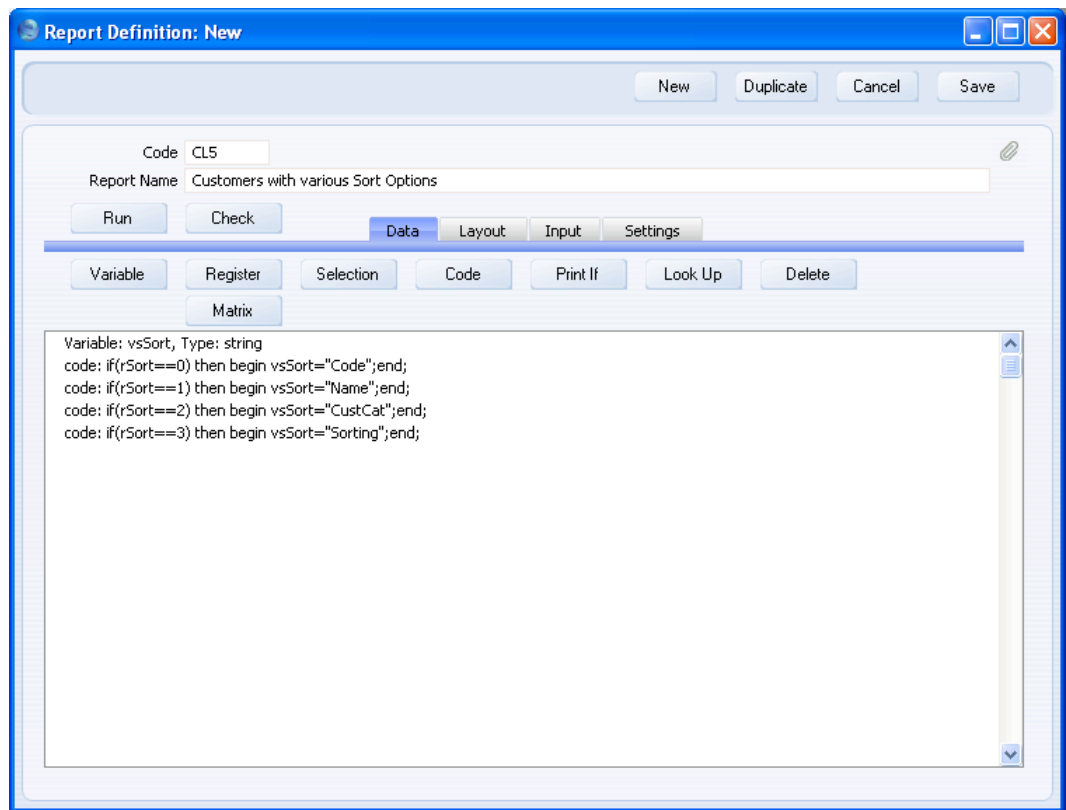 Report Definition: New
New Duplicate Cancel Save
Code CL5
Report Name Customers with various Sort Options
Run Check Data Layout Input Settings
Variable Register Selection Code Print If Look Up Delete
Matrix
Variable: vsSort, Type: string
code: if(rSort==0) then begin vsSort="Code";end;
code: if(rSort==1) then begin vsSort="Name";end;
code: if(rSort==2) then begin vsSort="CustCat";end;
code: if(rSort==3) then begin vsSort="Sorting";end;